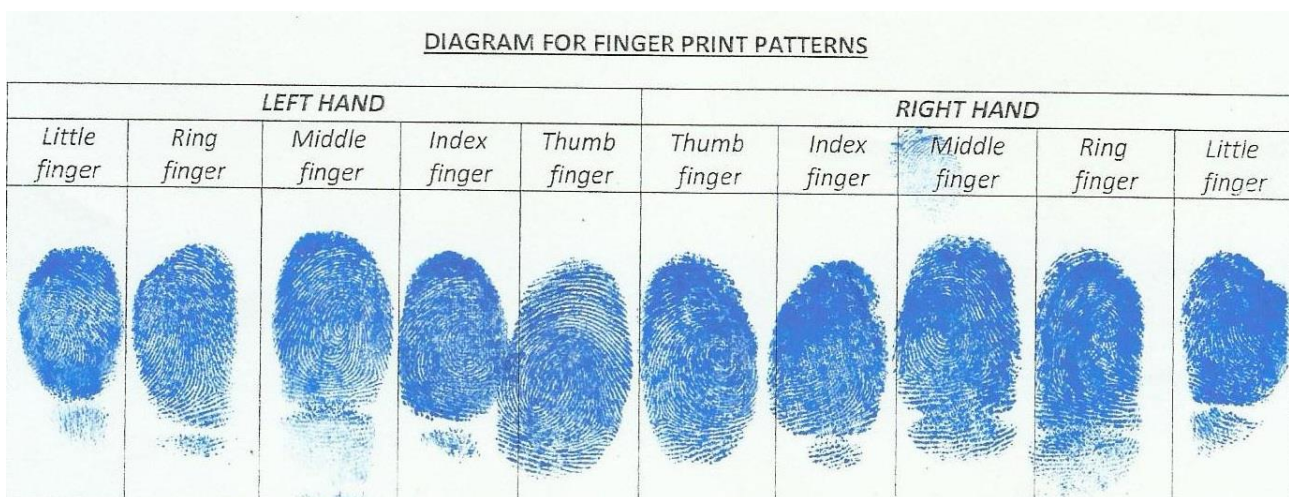 DIAGRAM FOR FINGER PRINT PATTERNS
LEFT HAND RIGHT HAND
Little Ring Middle Index Thumb Thumb Index Middle Ring Little
finger finger finger finger finger finger finger finger finger finger